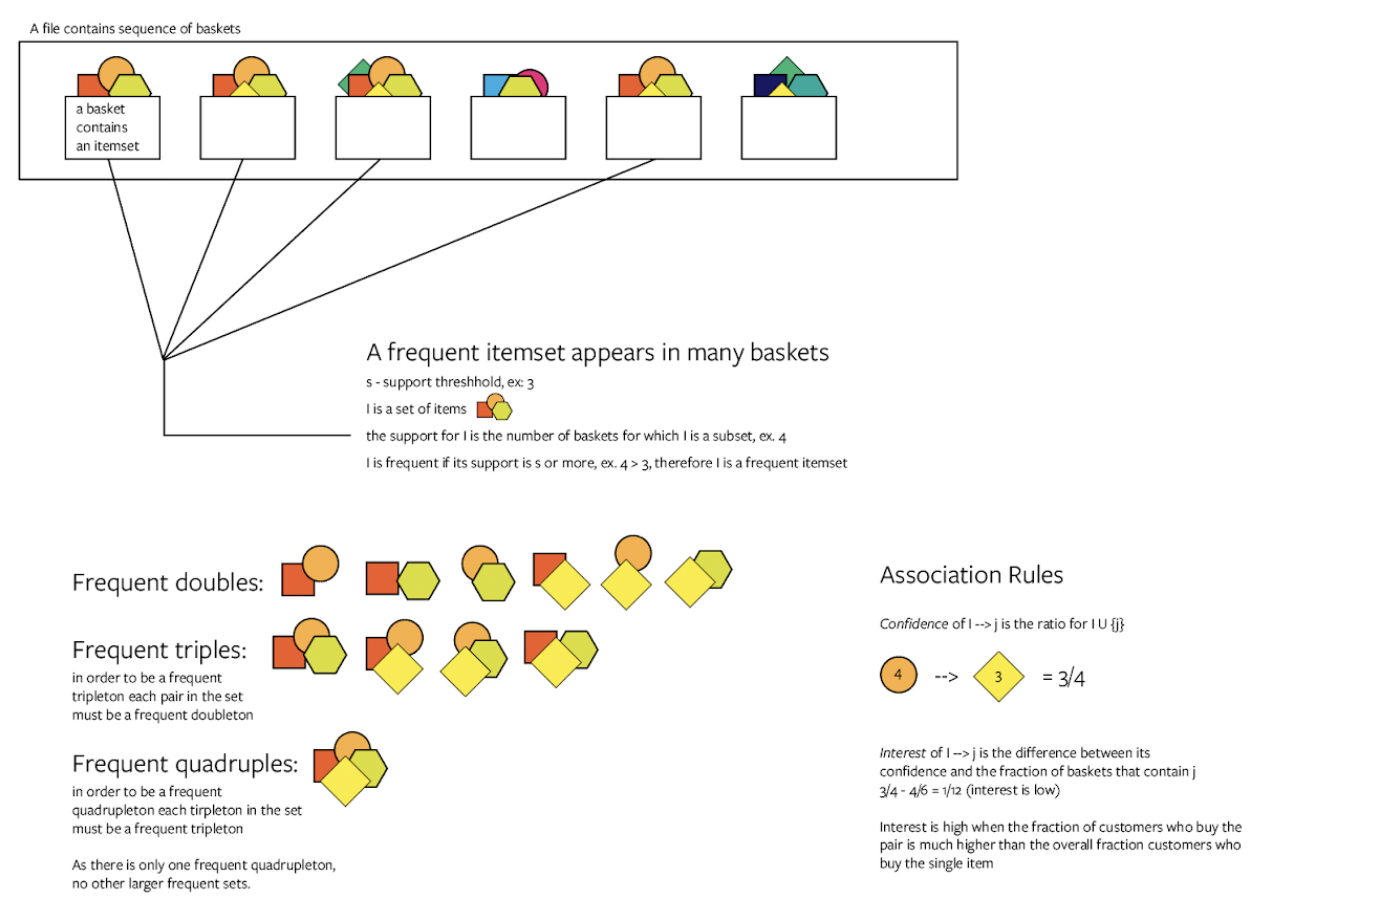 A file contains sequence of baskets
a basket
contains
an itemset
A frequent itemset appears in many baskets
s - support threshhold, ex: 3
I is a set of items
the support for I is the number of baskets for which I is a subset, ex. 4
I is frequent if its support is s or more, ex. 4 > 3, therefore I is a frequent itemset
Frequent doubles:
Frequent triples:
in order to be a frequent
tripleton each pair in the set
must be a frequent doubleton
Frequent quadruples:
in order to be a frequent
quadrupleton each tirpleton in the set
must be a frequent tripleton
As there is only one frequent quadrupleton,
no other larger frequent sets.
Association Rules
Confidence of I --> j is the ratio for I U {j}
4 --> 3 = 3/4
Interest of I --> j is the difference between its
confidence and the fraction of baskets that contain j
3/4 - 4/6 = 1/12 (interest is low)
Interest is high when the fraction of customers who buy the
pair is much higher than the overall fraction customers who
buy the single item